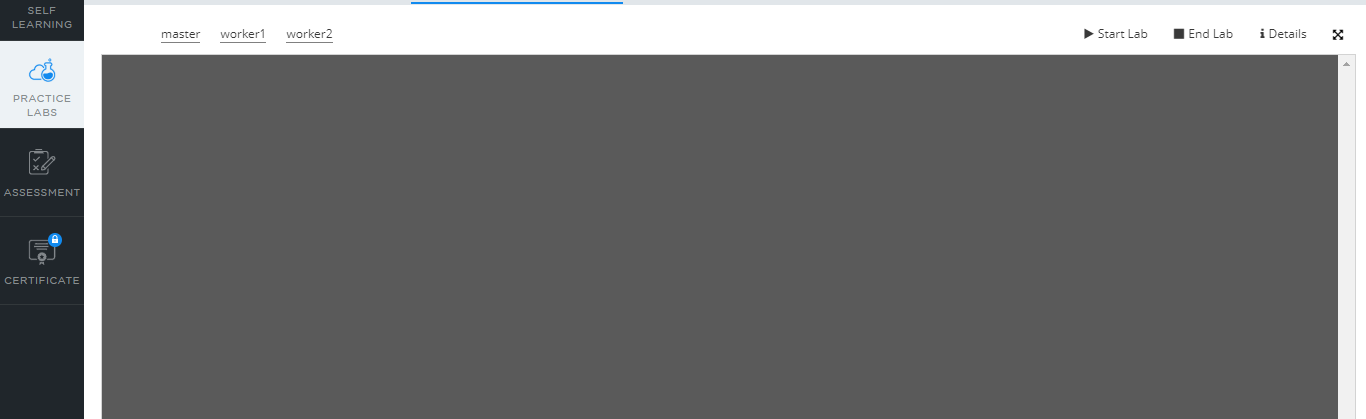 SELF
LEARNING
master worker1 worker2 Start Lab End Lab Details
PRACTICE
LABS
ASSESSMENT
CERTIFICATE